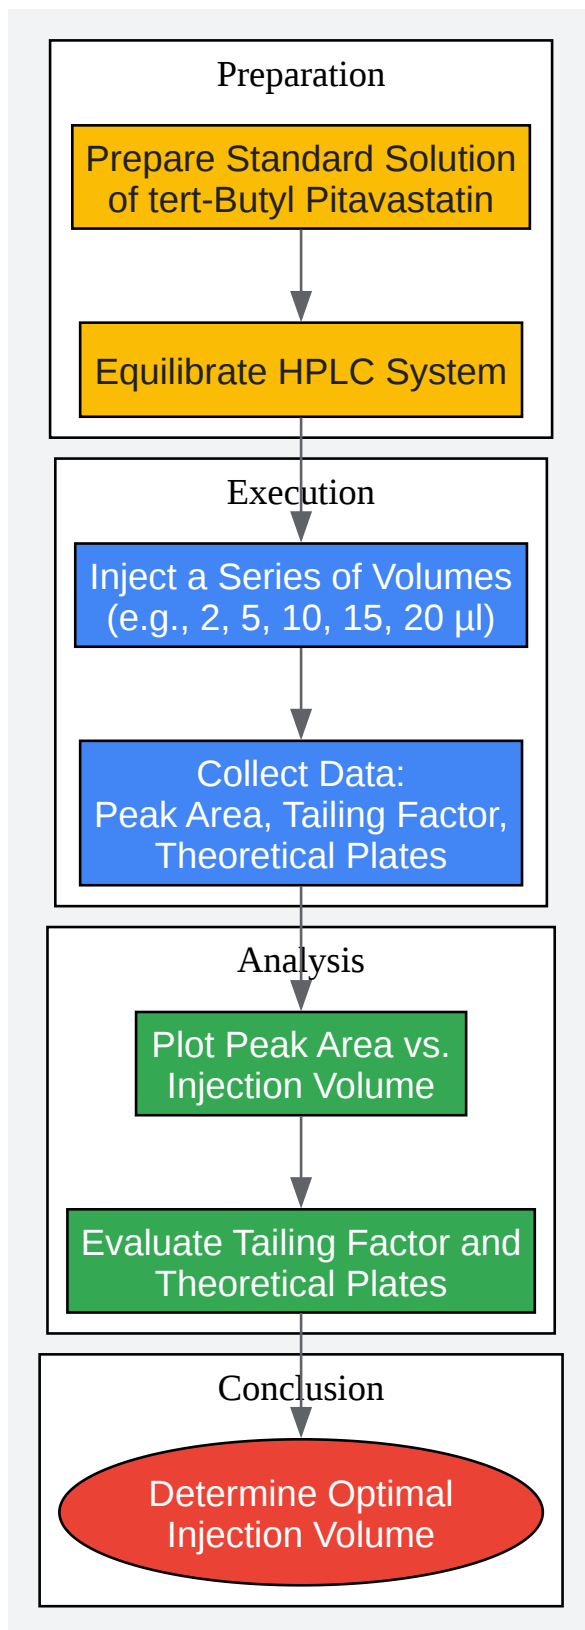 Preparation
Prepare Standard Solution
of tert-Butyl Pitavastatin
Equilibrate HPLC System
Execution
Inject a Series of Volumes
(e.g., 2, 5, 10, 15, 20 µl)
Collect Data:
Peak Area, Tailing Factor,
Theoretical Plates
Analysis
Plot Peak Area vs.
Injection Volume
Evaluate Tailing Factor and
Theoretical Plates
Conclusion
Determine Optimal
Injection Volume